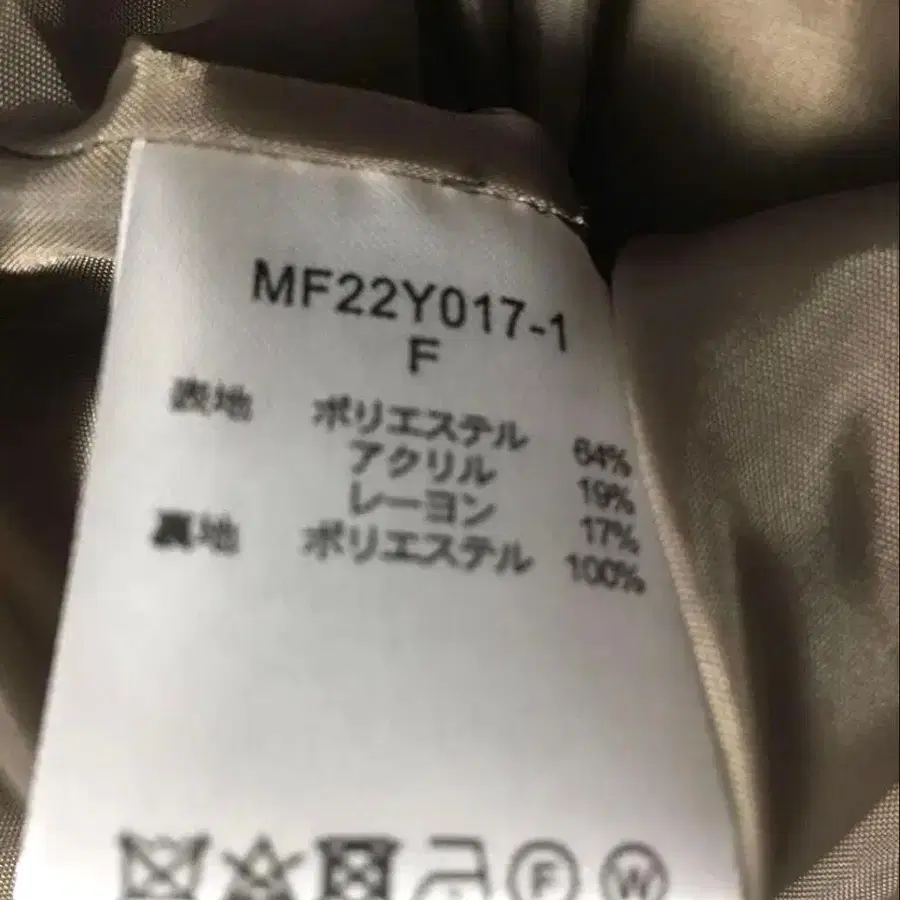 MF22Y017-1
F
表地 ポリエステル 64%
アクリル 19%
レーヨン 17%
裏地 ポリエステル 100%
F W